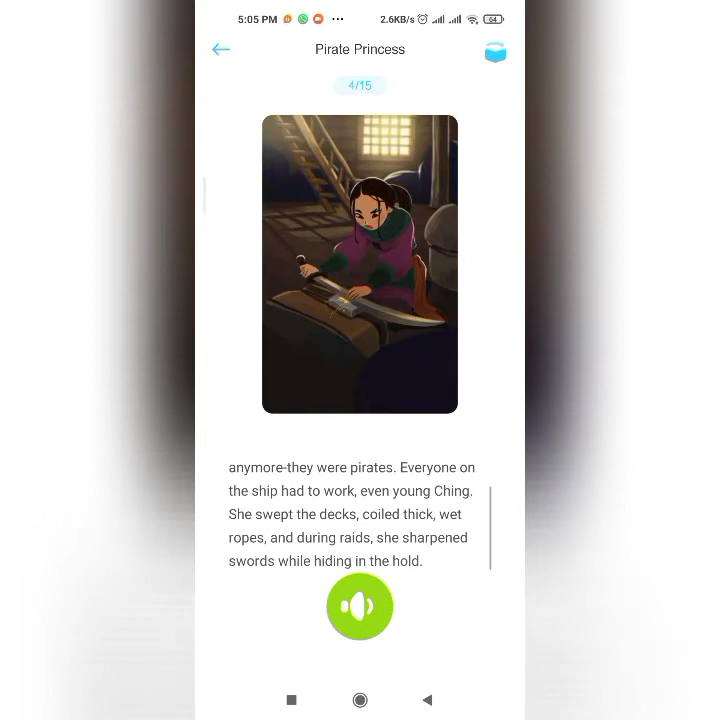 5:05 PM
2.6KB/s
64
Pirate Princess
4/15
anymore-they were pirates. Everyone on
the ship had to work, even young Ching.
She swept the decks, coiled thick, wet
ropes, and during raids, she sharpened
swords while hiding in the hold.